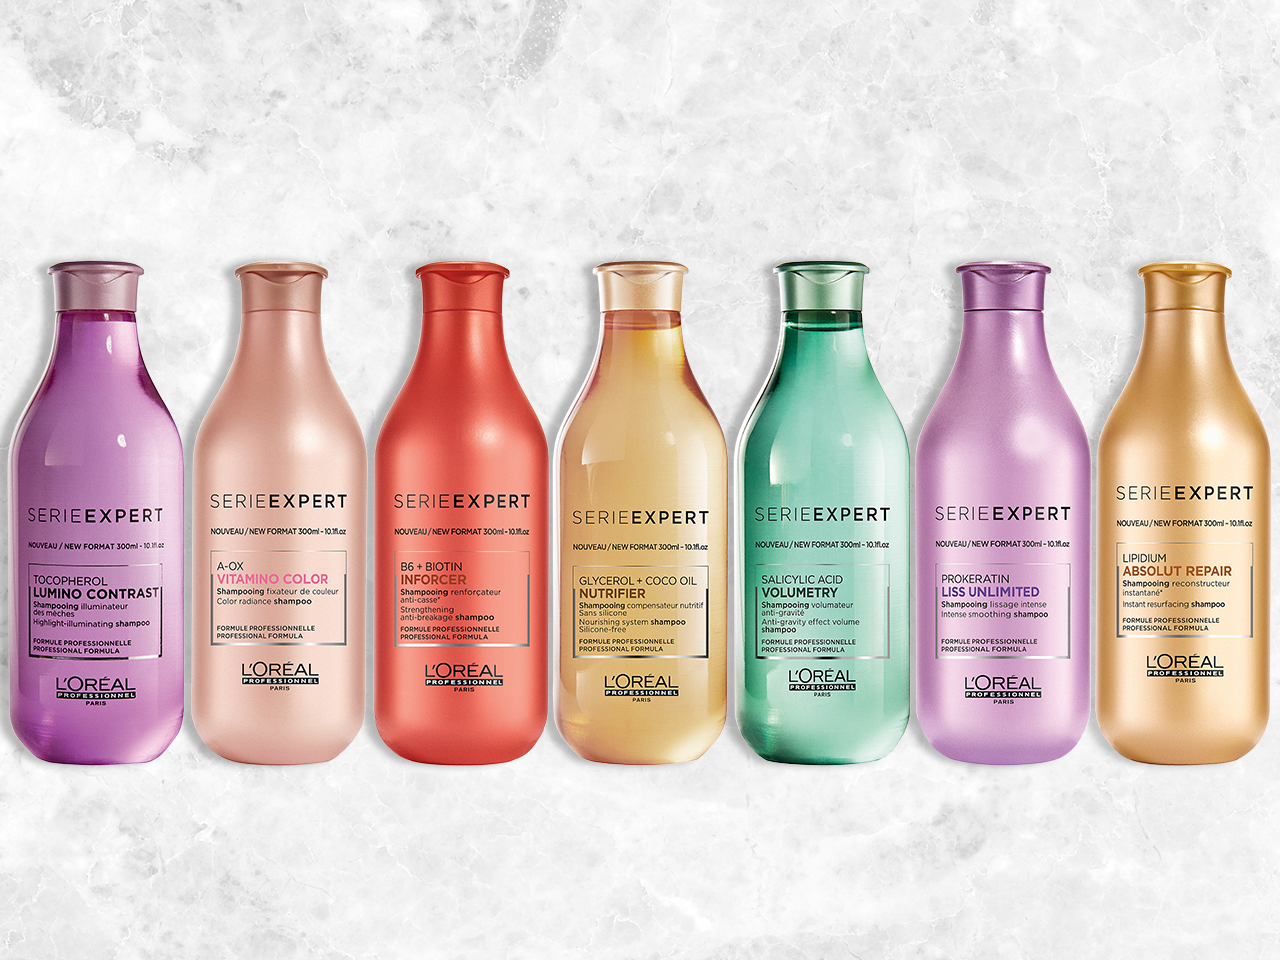 SERIEEXPERT
NOUVEAU / NEW FORMAT 300ml - 10.1fl.oz
TOCOPHEROL
LUMINO CONTRAST
Shampooing illuminateur
des mèches
Highlight-illuminating shampoo
FORMULE PROFESSIONNELLE
PROFESSIONAL FORMULA
L'ORÉAL
PROFESSIONNEL
PARIS
SERIEEXPERT
NOUVEAU / NEW FORMAT 300ml - 10.1fl.oz
A-OX
VITAMINO COLOR
Shampooing fixateur de couleur
Color radiance shampoo
FORMULE PROFESSIONNELLE
PROFESSIONAL FORMULA
L'ORÉAL
PROFESSIONNEL
PARIS
SERIEEXPERT
NOUVEAU / NEW FORMAT 300ml - 10.1fl.oz
B6 + BIOTIN
INFORCER
Shampooing renforçateur
anti-casse*
Strengthening
anti-breakage shampoo
FORMULE PROFESSIONNELLE
PROFESSIONAL FORMULA
L'ORÉAL
PROFESSIONNEL
PARIS
SERIEEXPERT
NOUVEAU / NEW FORMAT 300ml - 10.1fl.oz
GLYCEROL + COCO OIL
NUTRIFIER
Shampooing compensateur nutritif
Sans silicone
Nourishing system shampoo
Silicone-free
FORMULE PROFESSIONNELLE
PROFESSIONAL FORMULA
L'ORÉAL
PROFESSIONNEL
PARIS
SERIEEXPERT
NOUVEAU / NEW FORMAT 300ml - 10.1fl.oz
SALICYLIC ACID
VOLUMETRY
Shampooing volumateur
anti-gravité
Anti-gravity effect volume
shampoo
FORMULE PROFESSIONNELLE
PROFESSIONAL FORMULA
L'ORÉAL
PROFESSIONNEL
PARIS
SERIEEXPERT
NOUVEAU / NEW FORMAT 300ml - 10.1fl.oz
PROKERATIN
LISS UNLIMITED
Shampooing lissage intense
Intense smoothing shampoo
FORMULE PROFESSIONNELLE
PROFESSIONAL FORMULA
L'ORÉAL
PROFESSIONNEL
PARIS
SERIEEXPERT
NOUVEAU / NEW FORMAT 300ml - 10.1fl.oz
LIPIDIUM
ABSOLUT REPAIR
Shampooing reconstructeur
instantané*
Instant resurfacing shampoo
FORMULE PROFESSIONNELLE
PROFESSIONAL FORMULA
L'ORÉAL
PROFESSIONNEL
PARIS